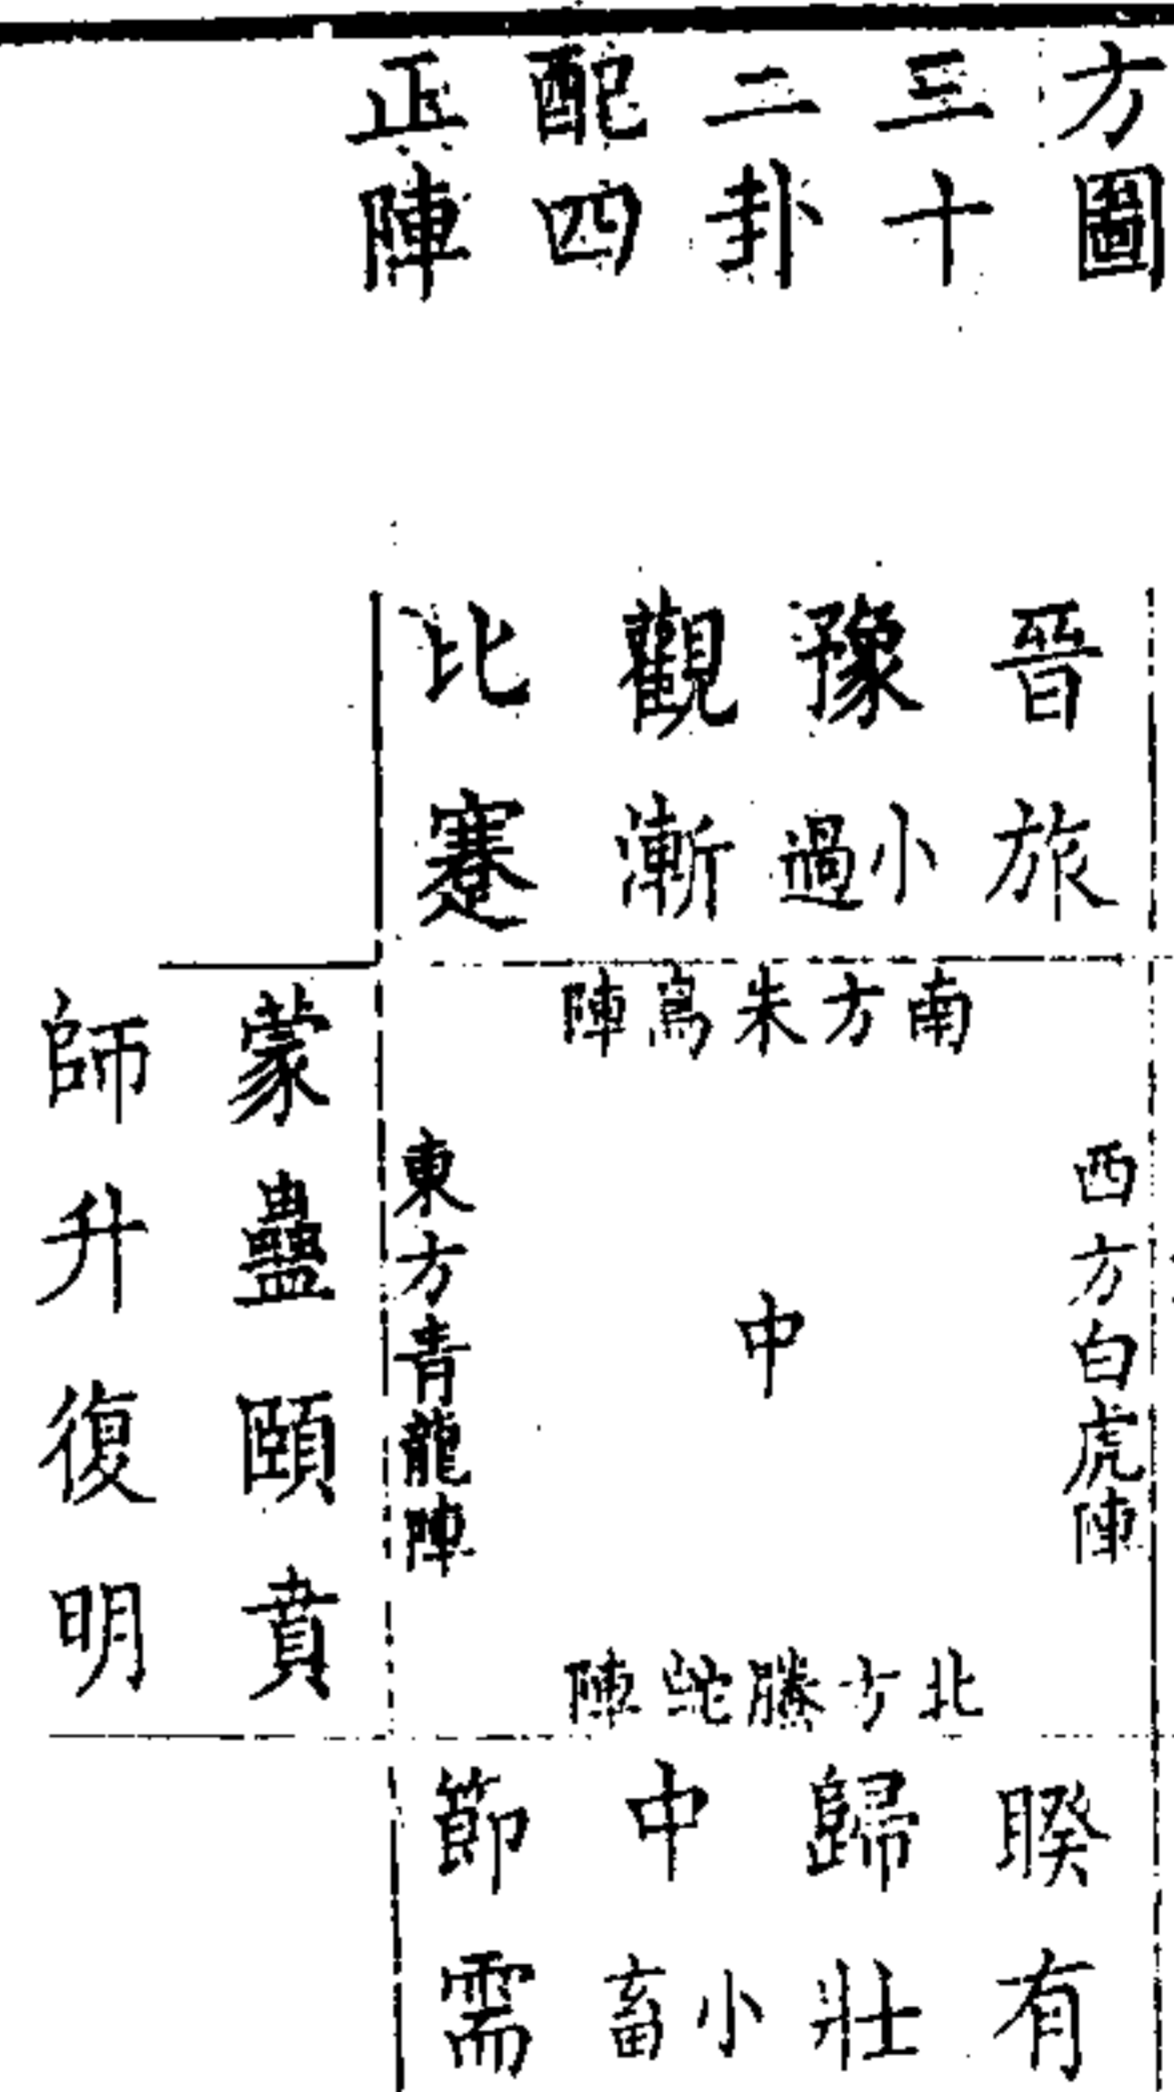 方圖
三十
二卦
配四
正陣
晉豫觀比
旅小過漸蹇
南方朱鳥陣
西方白虎陣
中
東方青龍陣
北方螣蛇陣
蒙蠱頤賁
師升復明
睽歸中節
有壯小畜需